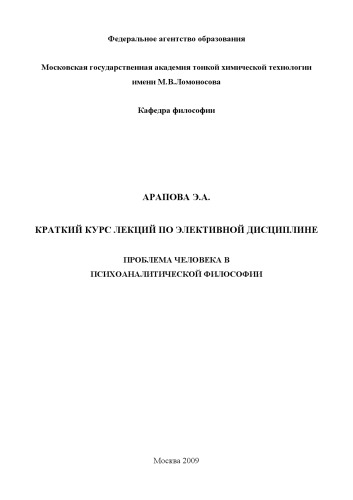 Федеральное агентство образования
Московская государственная академия тонкой химической технологии
имени М.В.Ломоносова
Кафедра философии
АРАПОВА Э.А.
КРАТКИЙ КУРС ЛЕКЦИЙ ПО ЭЛЕКТИВНОЙ ДИСЦИПЛИНЕ
ПРОБЛЕМА ЧЕЛОВЕКА В
ПСИХОАНАЛИТИЧЕСКОЙ ФИЛОСОФИИ
Москва 2009